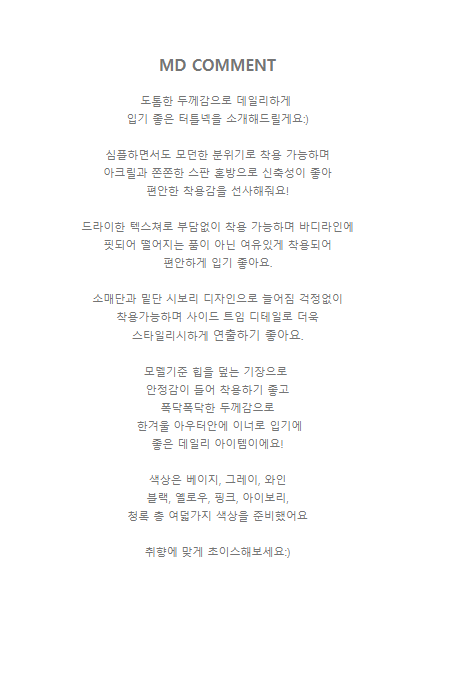 MD COMMENT
도톰한 두께감으로 데일리하게
입기 좋은 터틀넥을 소개해드릴게요:)
심플하면서도 모던한 분위기로 착용 가능하며
아크릴과 쫀쫀한 스판 혼방으로 신축성이 좋아
편안한 착용감을 선사해줘요!
드라이한 텍스쳐로 부담없이 착용 가능하며 바디라인에
핏되어 떨어지는 품이 아닌 여유있게 착용되어
편안하게 입기 좋아요.
소매단과 밑단 시보리 디자인으로 늘어짐 걱정없이
착용가능하며 사이드 트임 디테일로 더욱
스타일리시하게 연출하기 좋아요.
모델기준 힙을 덮는 기장으로
안정감이 들어 착용하기 좋고
폭닥폭닥한 두께감으로
한겨울 아우터안에 이너로 입기에
좋은 데일리 아이템이에요!
색상은 베이지, 그레이, 와인
블랙, 옐로우, 핑크, 아이보리,
청록 총 여덟가지 색상을 준비했어요
취향에 맞게 초이스해보세요:)